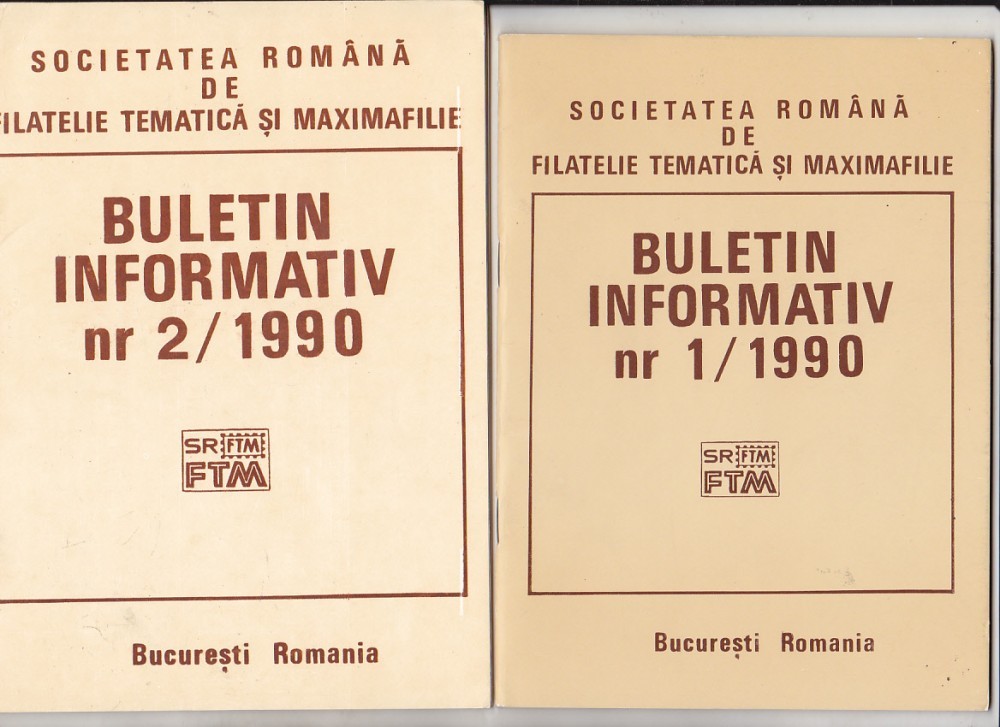 SOCIETATEA ROMÂNĂ
DE
FILATELIE TEMATICĂ ȘI MAXIMAFILIE
BULETIN
INFORMATIV
nr 2/1990
SR FTM
FTM
București Romania
SOCIETATEA ROMÂNĂ
DE
FILATELIE TEMATICĂ ȘI MAXIMAFILIE
BULETIN
INFORMATIV
nr 1/1990
SR FTM
FTM
București Romania